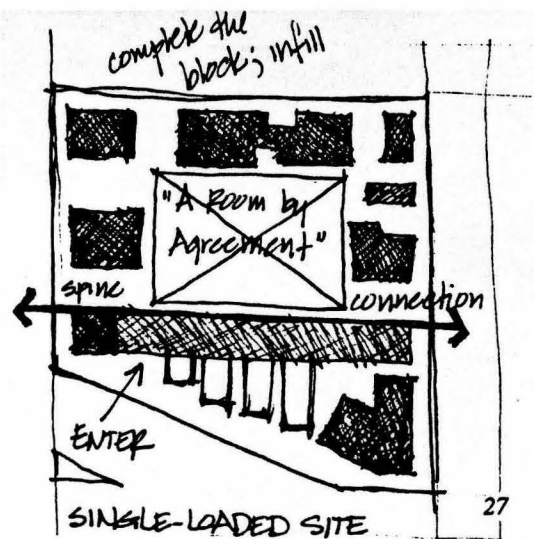 complete the
block; infill
"A Room by
Agreement"
spine
connection
ENTER
27
SINGLE-LOADED SITE